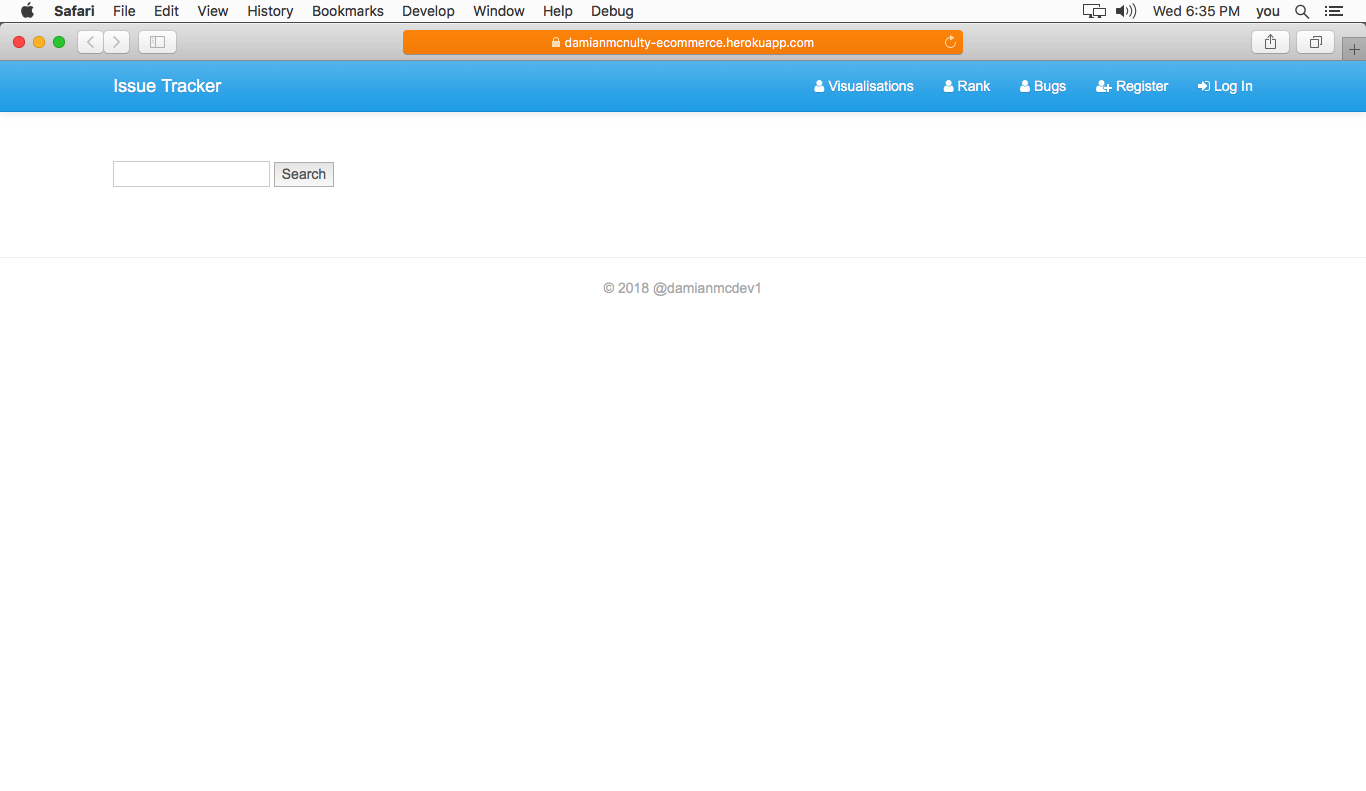 Safari File Edit View History Bookmarks Develop Window Help Debug Wed 6:35 PM you
damianmcnulty-ecommerce.herokuapp.com
Issue Tracker Visualisations Rank Bugs Register Log In
Search
© 2018 @damianmcdev1